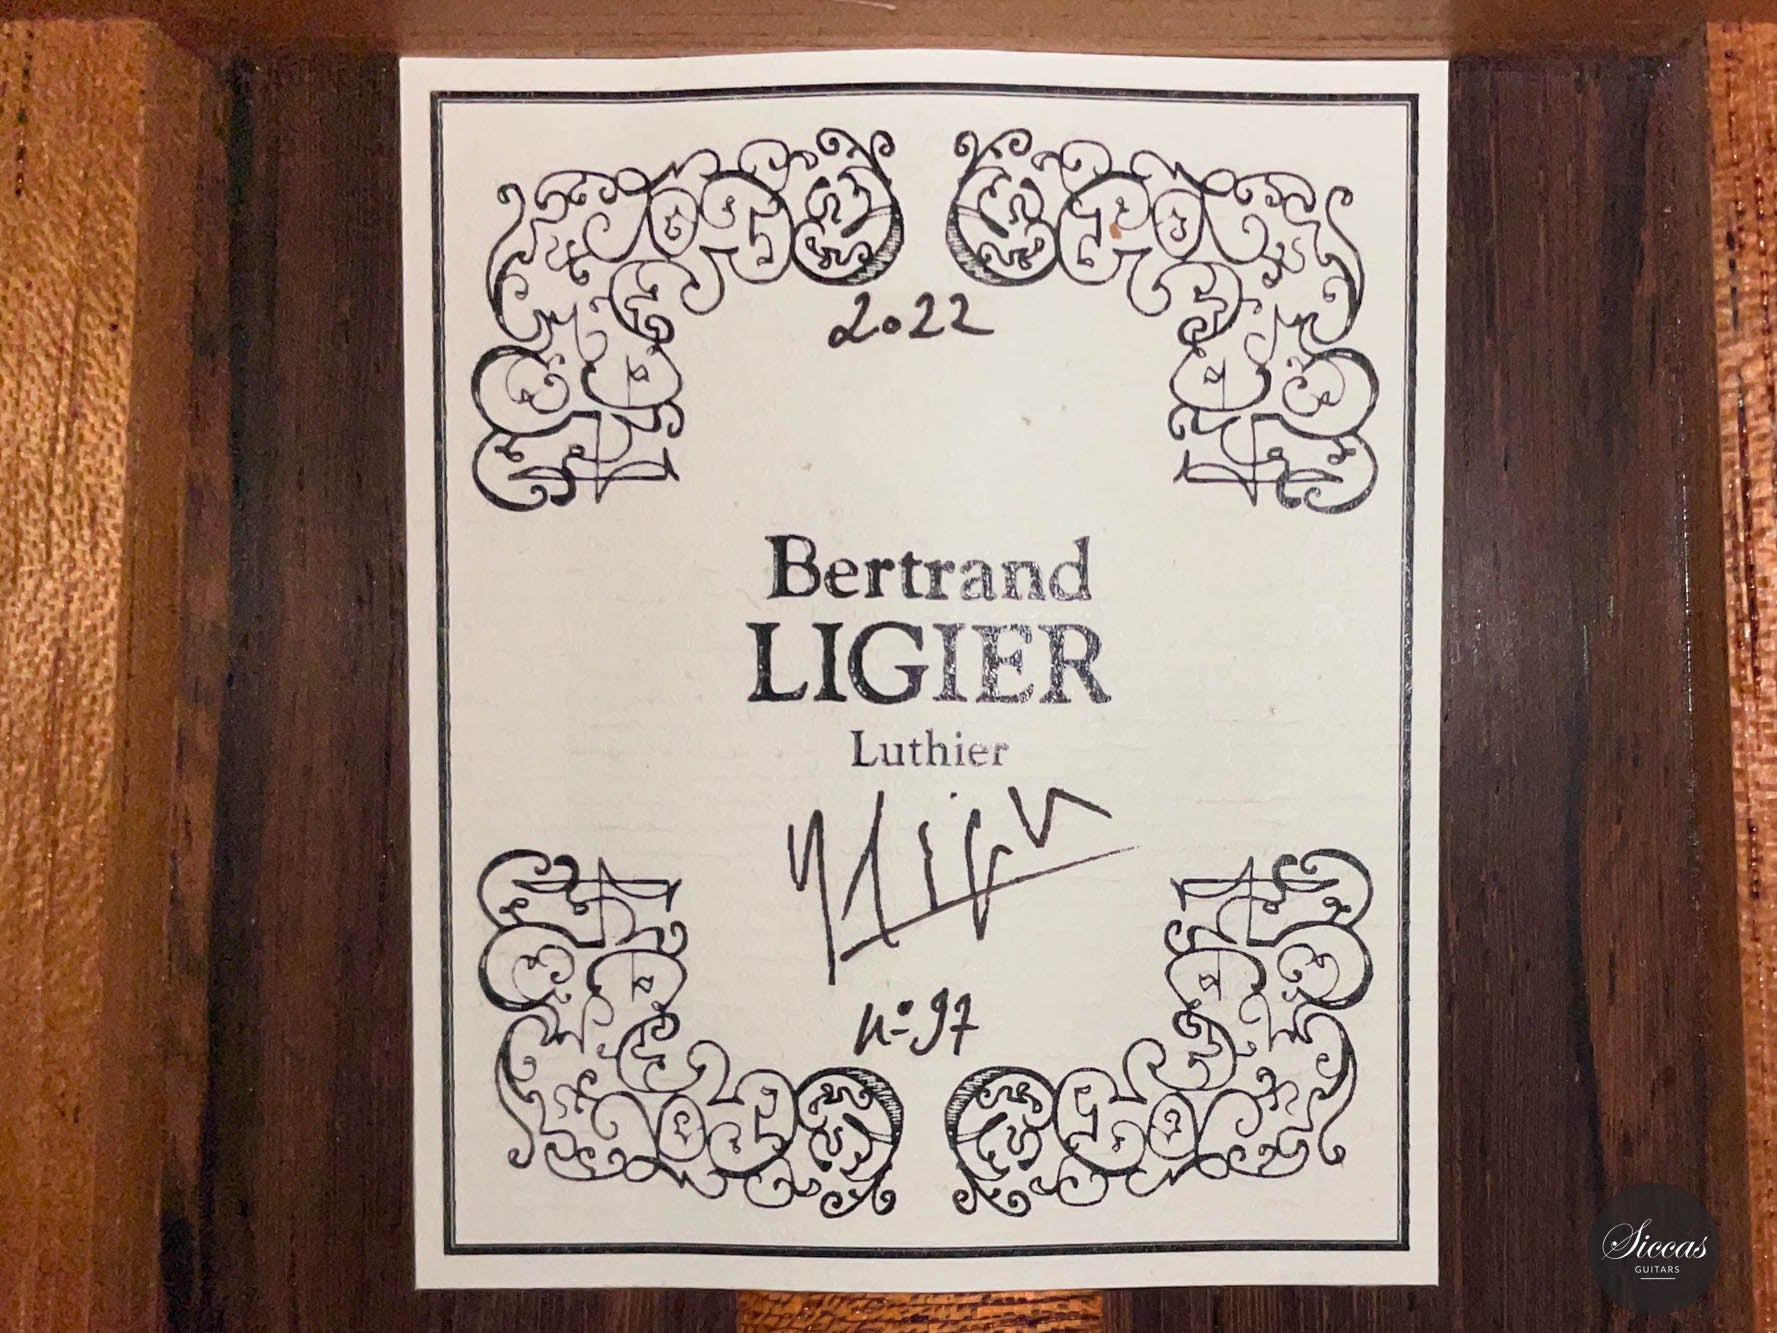 2022
Bertrand
LIGIER
Luthier
n° 97
Siccas
GUITARS